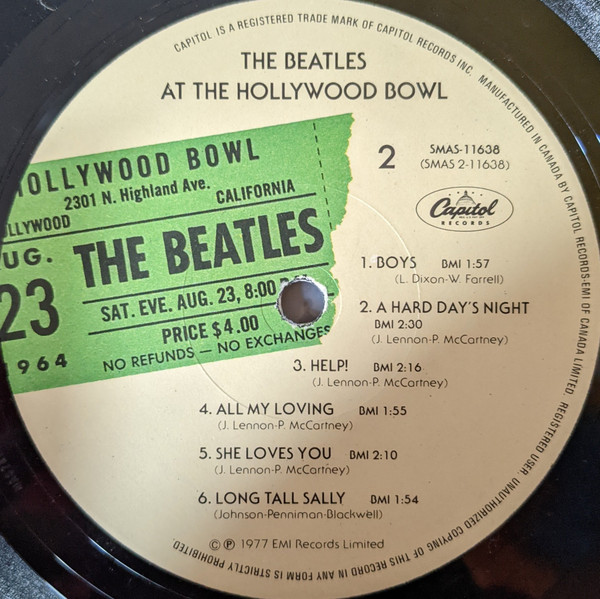 CAPITOL IS A REGISTERED TRADE MARK OF CAPITOL RECORDS INC. MANUFACTURED IN CANADA BY CAPITOL RECORDS-EMI OF CANADA LIMITED. REGISTERED USER. UNAUTHORIZED COPYING OF THIS RECORD IN ANY FORM IS STRICTLY PROHIBITED.
THE BEATLES
AT THE HOLLYWOOD BOWL
HOLLYWOOD BOWL
2301 N. Highland Ave.
CALIFORNIA
THE BEATLES
23
SAT. EVE. AUG. 23, 8:00
PRICE $4.00
1964
NO REFUNDS — NO EXCHANGES
2
SMAS-11638
(SMAS 2-11638)
Capitol
RECORDS
1. BOYS BMI 1:57
(L. Dixon-W. Farrell)
2. A HARD DAY'S NIGHT
BMI 2:30
(J. Lennon-P. McCartney)
3. HELP! BMI 2:16
(J. Lennon-P. McCartney)
4. ALL MY LOVING BMI 1:55
(J. Lennon-P. McCartney)
5. SHE LOVES YOU BMI 2:10
(J. Lennon-P. McCartney)
6. LONG TALL SALLY BMI 1:54
(Johnson-Penniman-Blackwell)
© ℗ 1977 EMI Records Limited